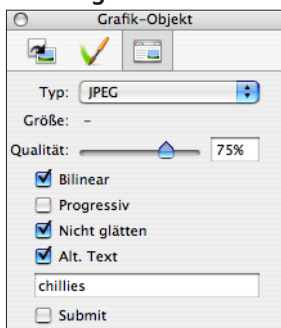 Grafik-Objekt
Typ: JPEG
Größe: –
Qualität: 75%
Bilinear
Progressiv
Nicht glätten
Alt. Text
chillies
Submit